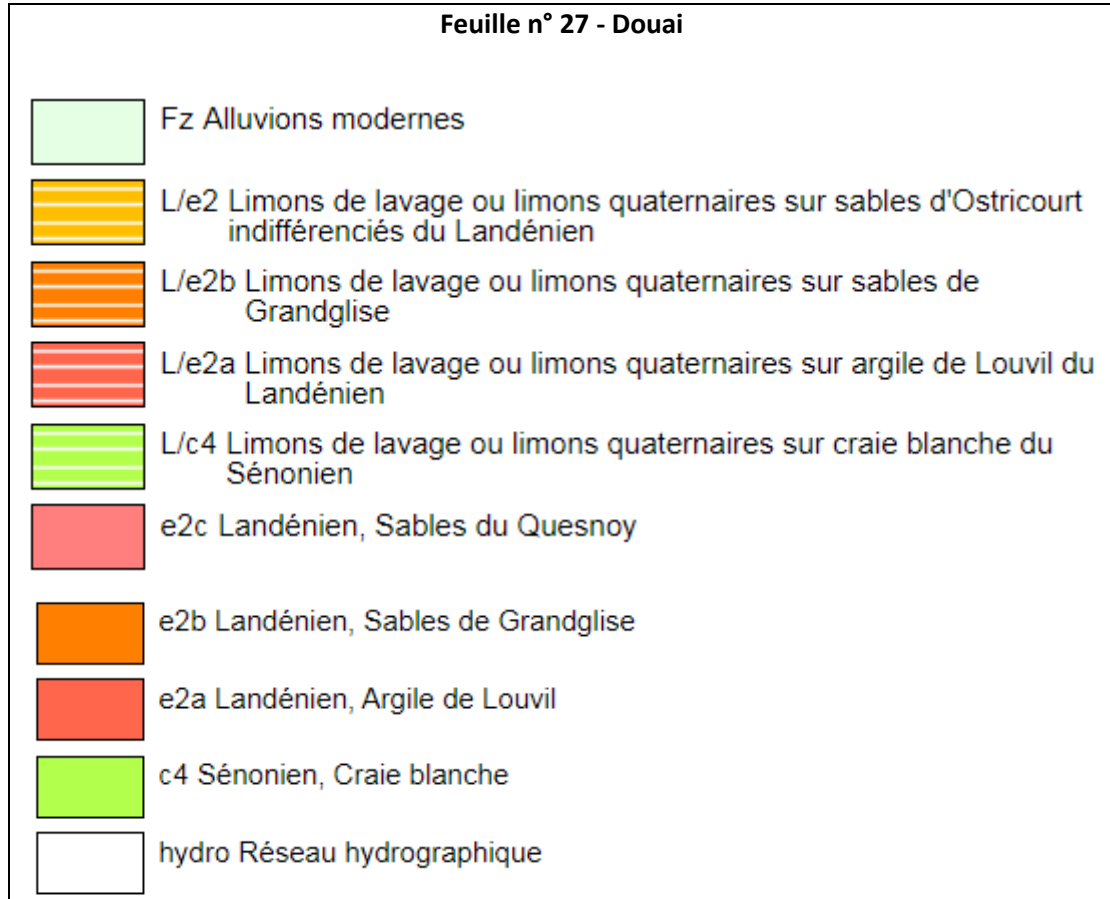 Feuille n° 27 - Douai
Fz Alluvions modernes
L/e2 Limons de lavage ou limons quaternaires sur sables d'Ostricourt
indifférenciés du Landénien
L/e2b Limons de lavage ou limons quaternaires sur sables de
Grandglise
L/e2a Limons de lavage ou limons quaternaires sur argile de Louvil du
Landénien
L/c4 Limons de lavage ou limons quaternaires sur craie blanche du
Sénonien
e2c Landénien, Sables du Quesnoy
e2b Landénien, Sables de Grandglise
e2a Landénien, Argile de Louvil
c4 Sénonien, Craie blanche
hydro Réseau hydrographique